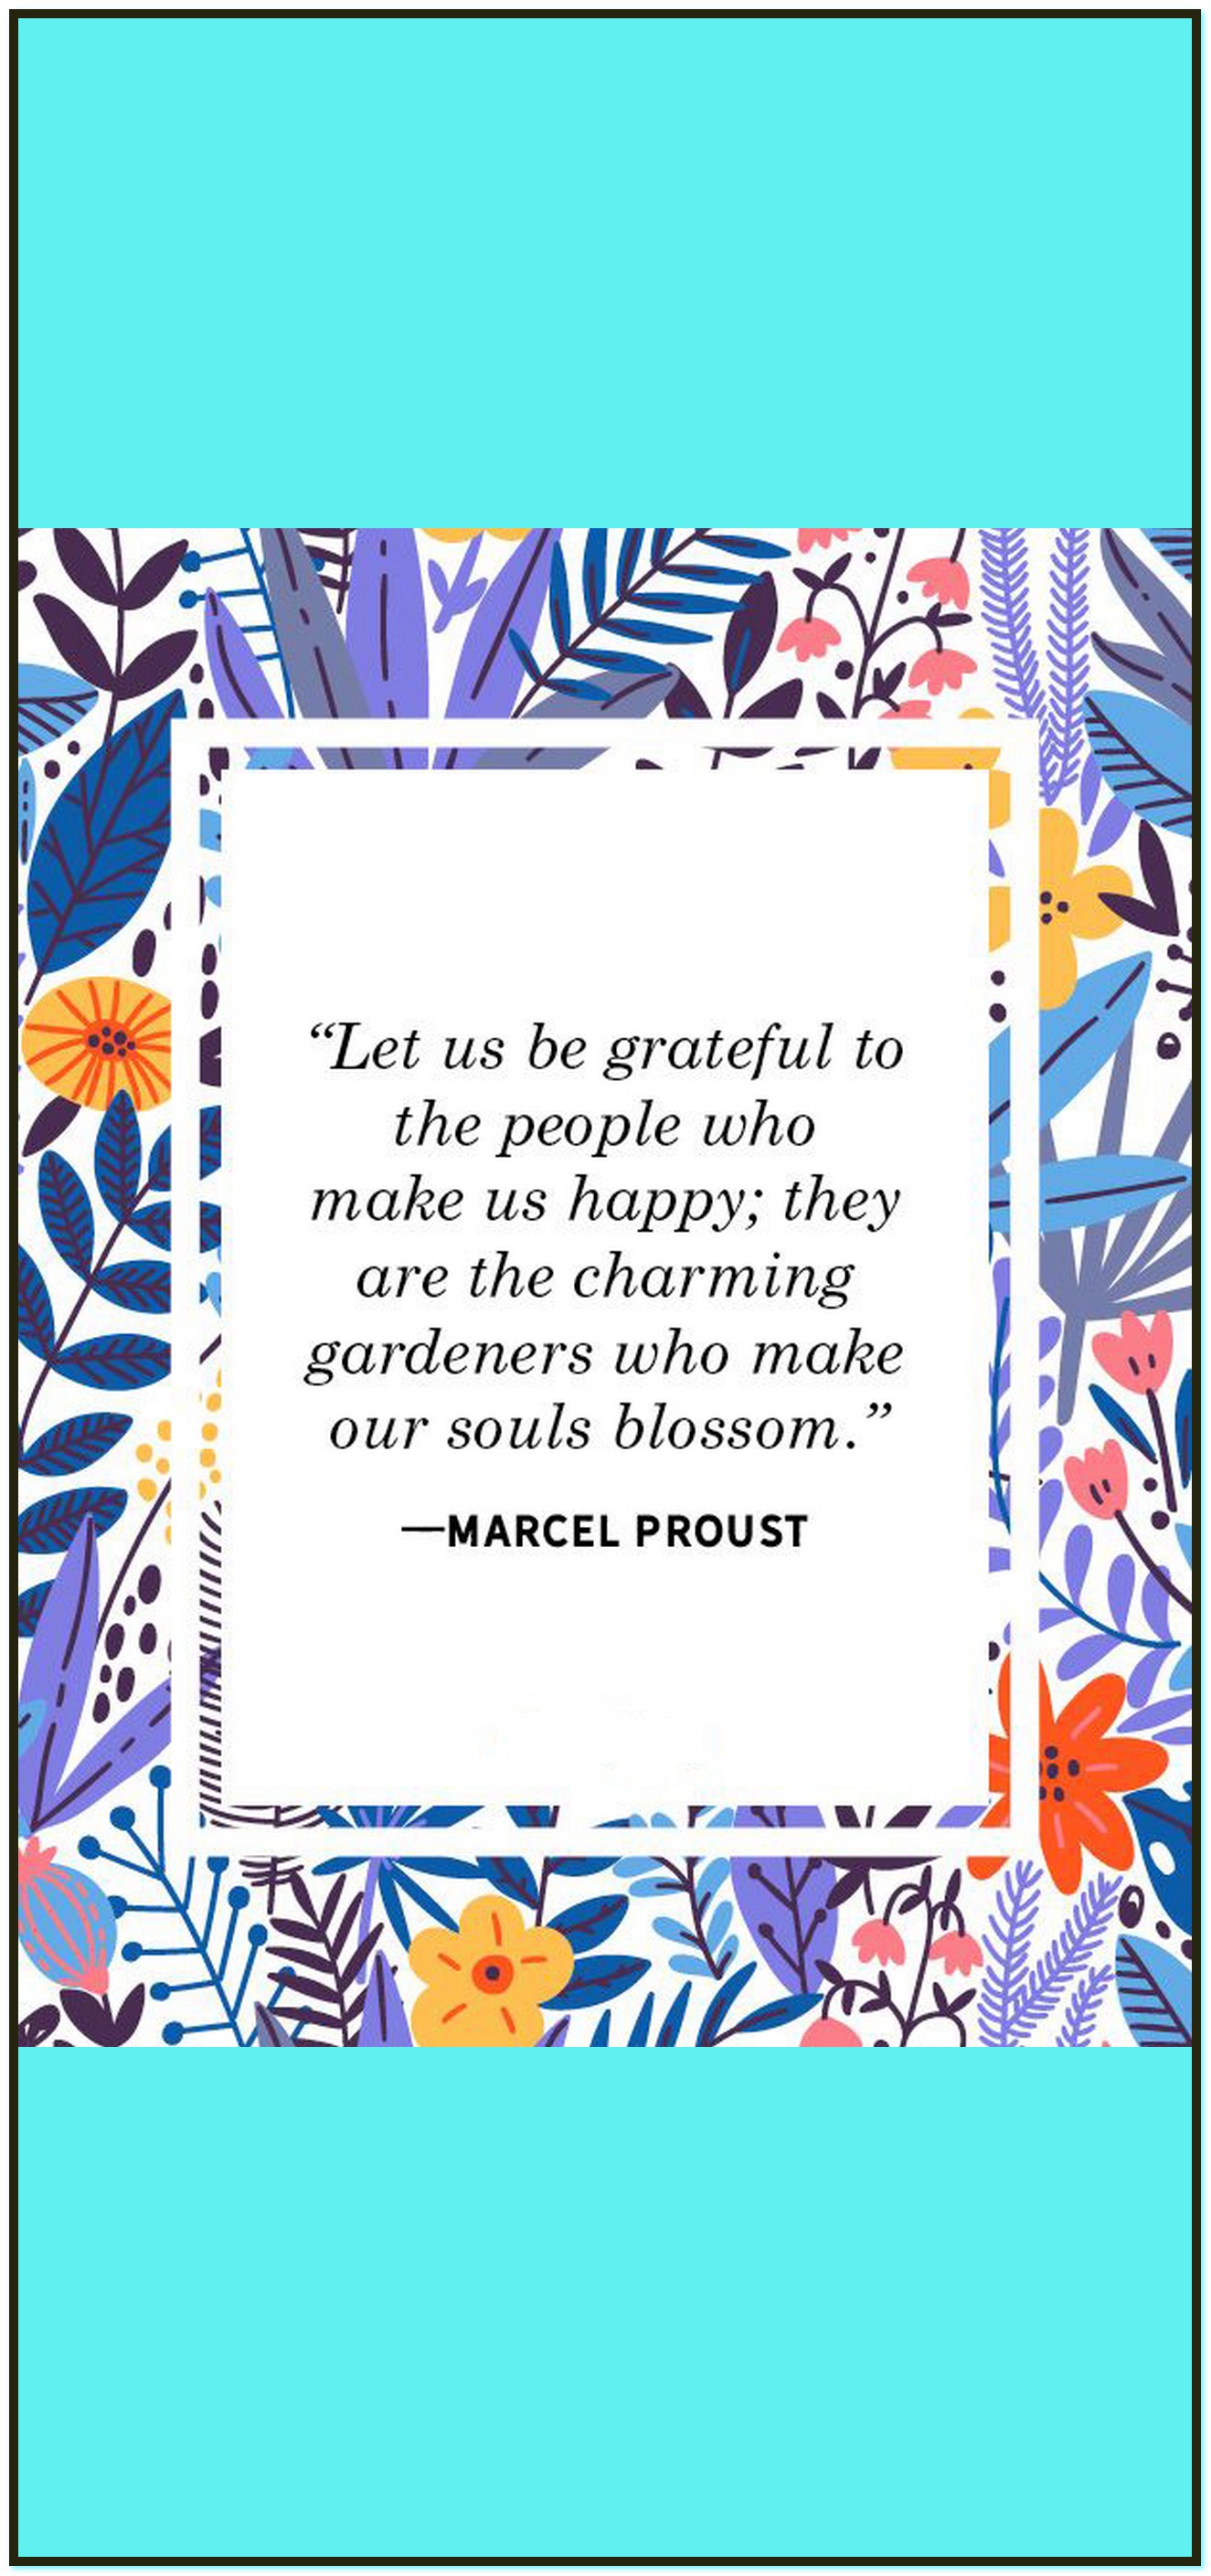 “Let us be grateful to
the people who
make us happy; they
are the charming
gardeners who make
our souls blossom.”
—MARCEL PROUST